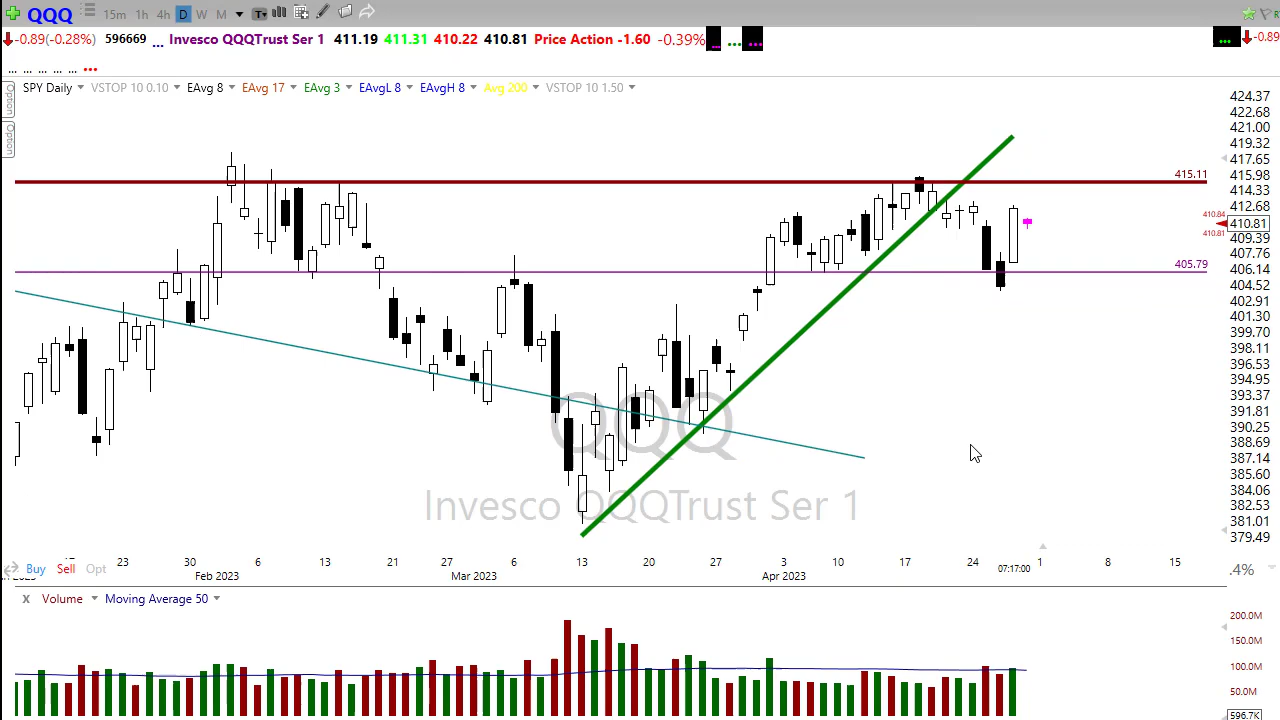 QQQ 15m 1h 4h D W M
-0.89(-0.28%) 596669 ... Invesco QQQTrust Ser 1 411.19 411.31 410.22 410.81 Price Action -1.60 -0.39% ... ... ... ... -0.89
... ... ... ... ... ...
Option
Option
SPY Daily VSTOP 10 0.10 EAvg 8 EAvg 17 EAvg 3 EAvgL 8 EAvgH 8 Avg 200 VSTOP 10 1.50
424.37
422.68
421.00
419.32
417.65
415.98
415.11
414.33
412.68
410.84
410.81
410.81
409.39
407.76
406.14
405.79
404.52
402.91
401.30
399.70
398.11
396.53
394.95
393.37
391.81
390.25
388.69
387.14
385.60
384.06
382.53
381.01
379.49
QQQ
Invesco QQQTrust Ser 1
23 30 6 13 21 27 6 13 20 27 3 10 17 24 07:17:00 1 8 15
Feb 2023 Mar 2023 Apr 2023
Buy Sell Opt .4%
X Volume Moving Average 50
200.0M
150.0M
100.0M
50.0M
596.7K